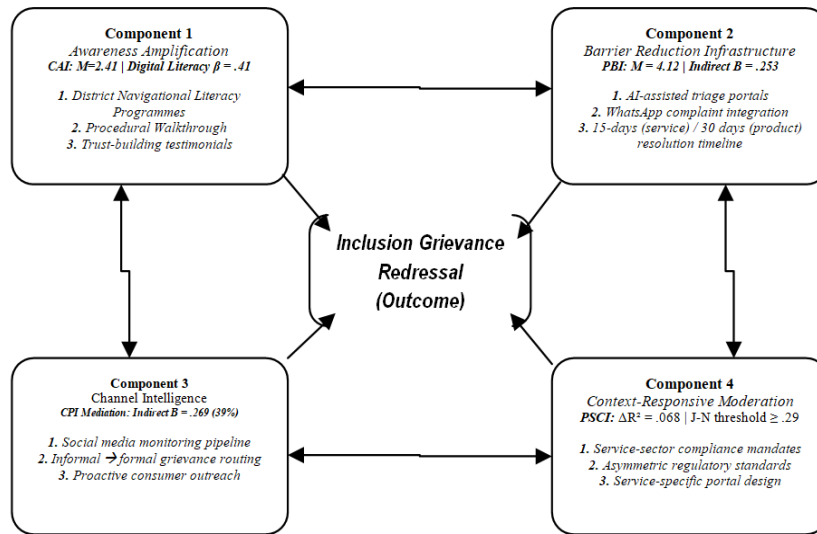 Component 1
Awareness Amplification
CAI: M=2.41 | Digital Literacy β = .41
1. District Navigational Literacy
Programmes
2. Procedural Walkthrough
3. Trust-building testimonials
Component 2
Barrier Reduction Infrastructure
PBI: M = 4.12 | Indirect B = .253
1. AI-assisted triage portals
2. WhatsApp complaint integration
3. 15-days (service) / 30 days (product)
resolution timeline
Inclusion Grievance
Redressal
(Outcome)
Component 3
Channel Intelligence
CPI Mediation: Indirect B = .269 (39%)
1. Social media monitoring pipeline
2. Informal → formal grievance routing
3. Proactive consumer outreach
Component 4
Context-Responsive Moderation
PSCI: ΔR² = .068 | J-N threshold ≥ .29
1. Service-sector compliance mandates
2. Asymmetric regulatory standards
3. Service-specific portal design